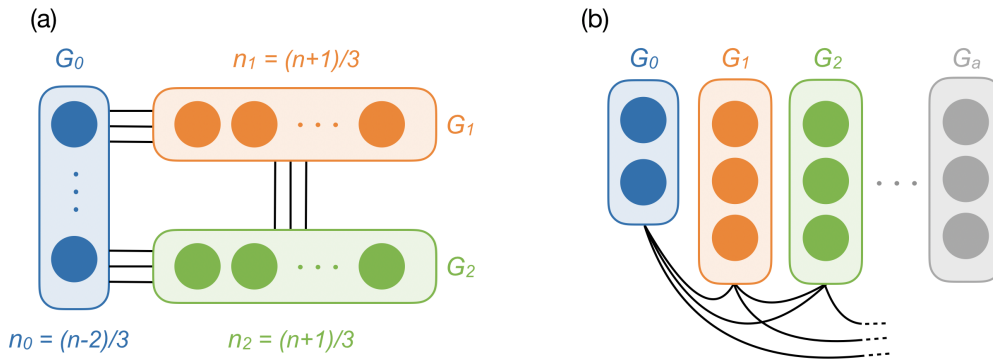 (a)
G₀
n₁ = (n+1)/3
G₁
G₂
n₀ = (n-2)/3
n₂ = (n+1)/3
(b)
G₀
G₁
G₂
Gₐ